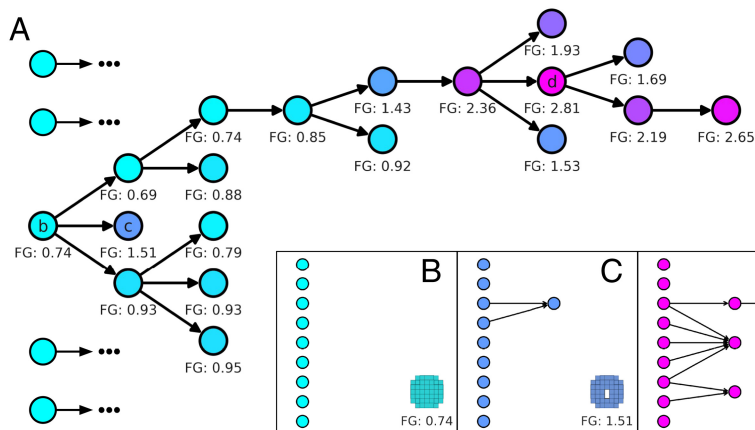 A
FG: 1.93
d
FG: 1.69
FG: 1.43
FG: 2.36
FG: 2.81
FG: 0.74
FG: 0.85
FG: 2.19
FG: 2.65
FG: 0.92
FG: 1.53
FG: 0.69
FG: 0.88
b
c
FG: 0.74
FG: 1.51
FG: 0.79
FG: 0.93
FG: 0.93
FG: 0.95
B
FG: 0.74
C
FG: 1.51